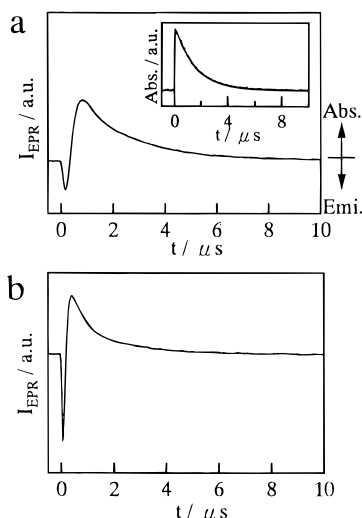 a
I_EPR / a.u.
Abs. / a.u.
0 4 8
t / μs
Abs.
Emi.
0 2 4 6 8 10
t / μs
b
I_EPR / a.u.
0 2 4 6 8 10
t / μs